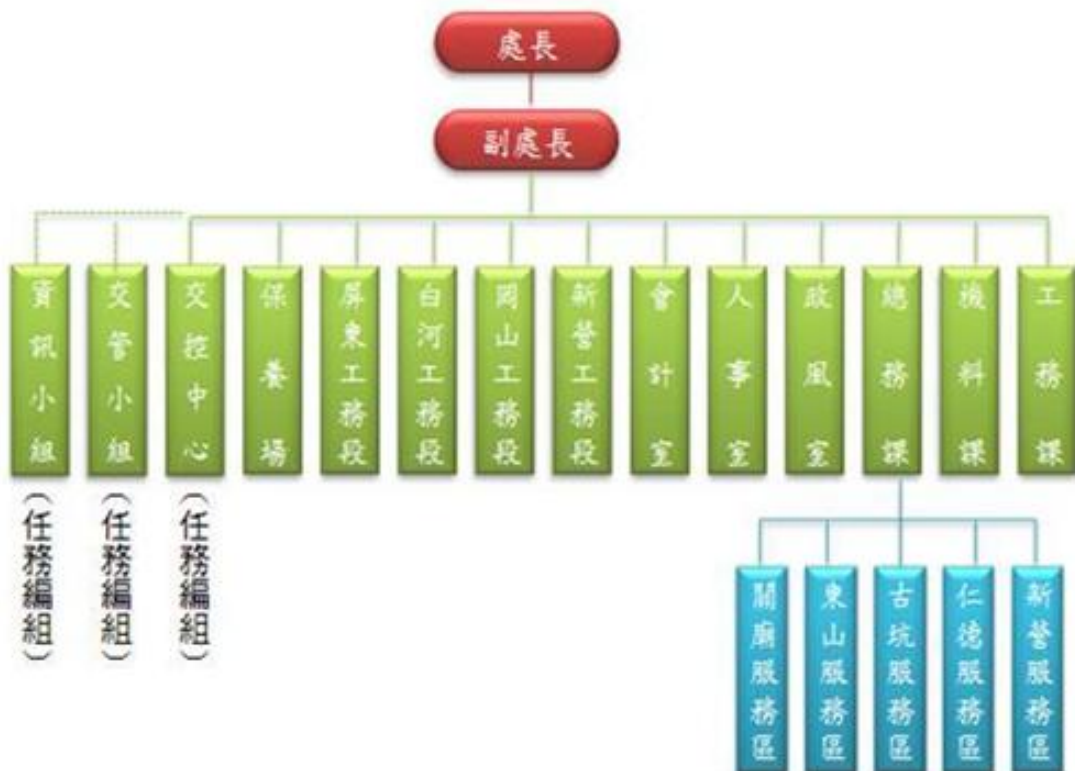 處長
副處長
資訊小組
交管小組
交控中心
保養場
屏東工務段
白河工務段
岡山工務段
新營工務段
會計室
人事室
政風室
總務課
機料課
工務課
(任務編組)
(任務編組)
(任務編組)
關廟服務區
東山服務區
古坑服務區
仁德服務區
新營服務區